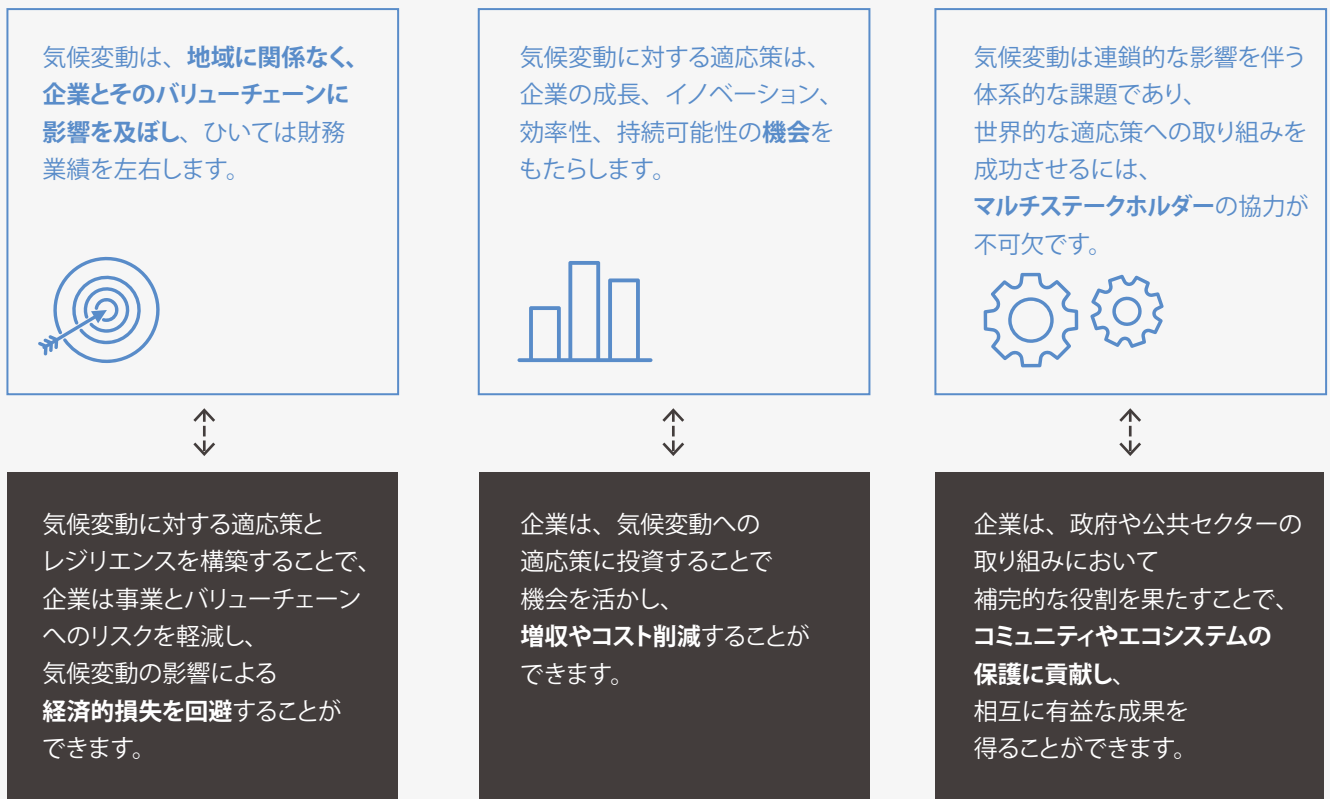 気候変動は、地域に関係なく、
企業とそのバリューチェーンに
影響を及ぼし、ひいては財務
業績を左右します。
気候変動に対する適応策は、
企業の成長、イノベーション、
効率性、持続可能性の機会を
もたらします。
気候変動は連鎖的な影響を伴う
体系的な課題であり、
世界的な適応策への取り組みを
成功させるには、
マルチステークホルダーの協力が
不可欠です。
気候変動に対する適応策と
レジリエンスを構築することで、
企業は事業とバリューチェーン
へのリスクを軽減し、
気候変動の影響による
経済的損失を回避することが
できます。
企業は、気候変動への
適応策に投資することで
機会を活かし、
増収やコスト削減することが
できます。
企業は、政府や公共セクターの
取り組みにおいて
補完的な役割を果たすことで、
コミュニティやエコシステムの
保護に貢献し、
相互に有益な成果を
得ることができます。